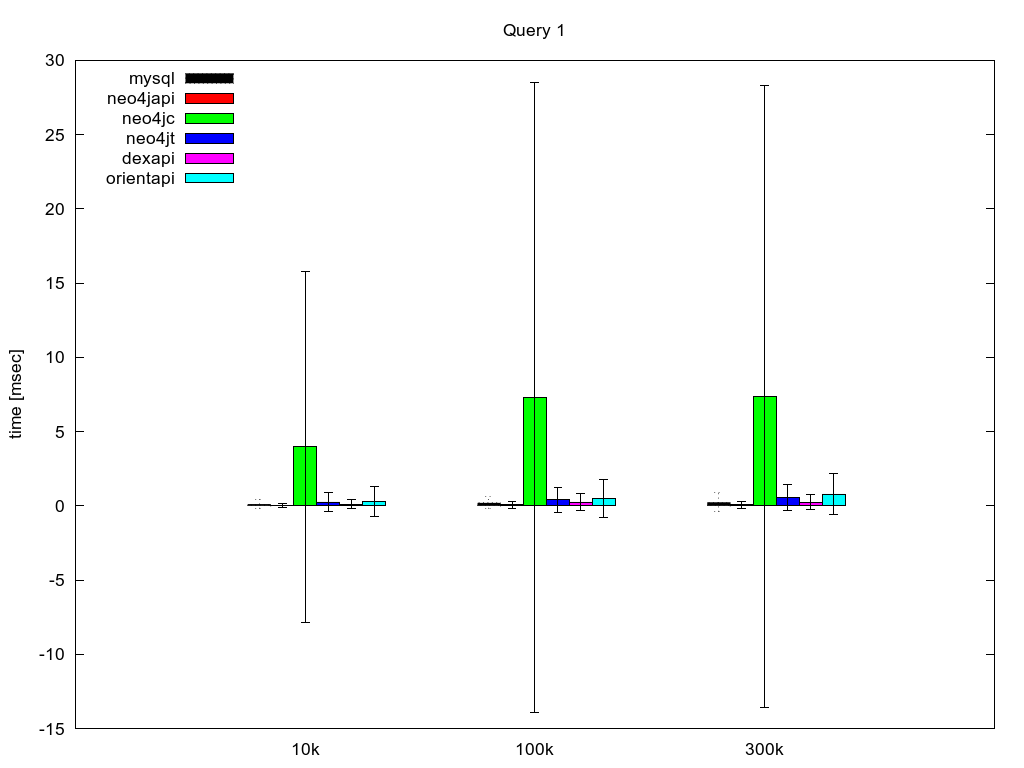 Query 1
30
25
20
15
10
5
0
-5
-10
-15
time [msec]
mysql
neo4japi
neo4jc
neo4jt
dexapi
orientapi
10k 100k 300k